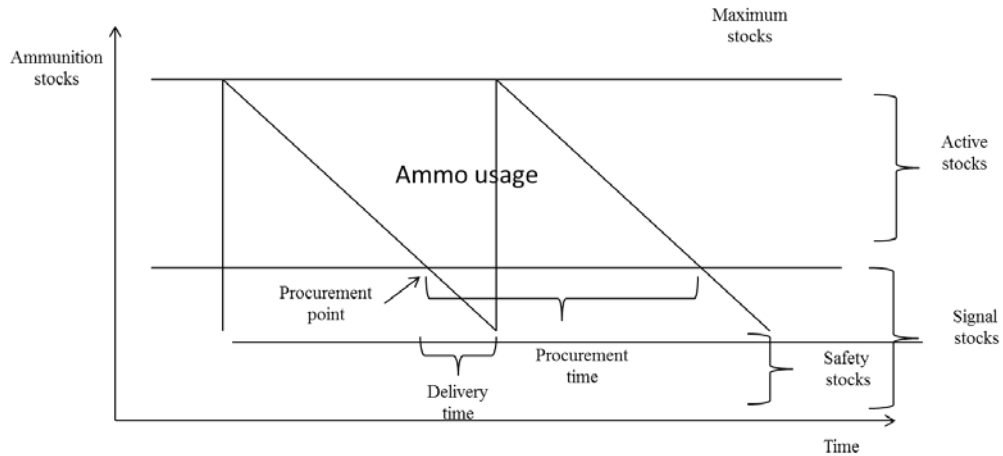 Maximum
stocks
Ammunition
stocks
Active
stocks
Ammo usage
Procurement
point
Signal
stocks
Procurement
time
Safety
stocks
Delivery
time
Time